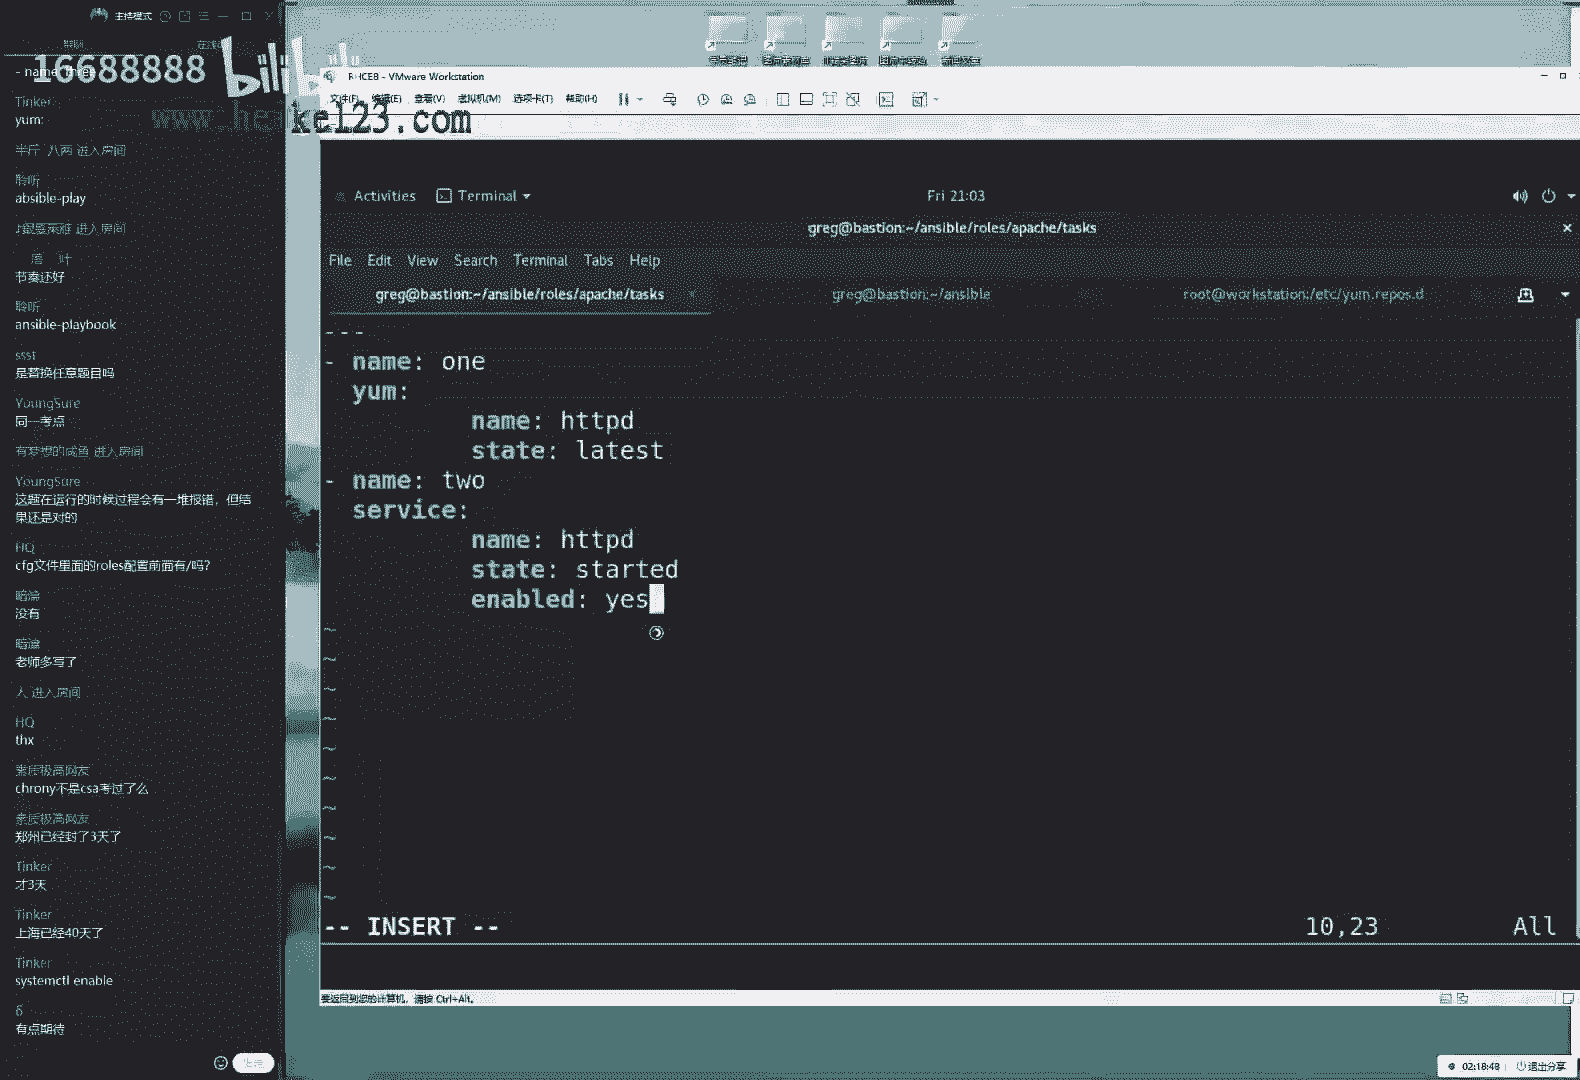 主持模式
16688888
bilibili
- name: three
Tinker
yum:
半斤 八两 进入房间
聆听
absible-play
进入房间
落 叶
节奏还好
聆听
ansible-playbook
ssst
是替换任意题目吗
YoungSure
同一考点
有梦想的咸鱼 进入房间
YoungSure
这题在运行的时候过程会有一堆报错，但结
果还是对的
HQ
cfg文件里面的roles配置前面有/吗?
没有
老师多写了
人 进入房间
HQ
thx
素质极高网友
chrony不是csa考过了么
素质极高网友
郑州已经封了3天了
Tinker
才3天
Tinker
上海已经40天了
Tinker
systemctl enable
δ
有点期待
RHCE8 - VMware Workstation
文件(F) 编辑(E) 查看(V) 虚拟机(M) 选项卡(T) 帮助(H)
ke123.com
Activities Terminal Fri 21:03
greg@bastion:~/ansible/roles/apache/tasks
File Edit View Search Terminal Tabs Help
greg@bastion:~/ansible/roles/apache/tasks greg@bastion:~/ansible root@workstation:/etc/yum.repos.d
---
- name: one
yum:
name: httpd
state: latest
- name: two
service:
name: httpd
state: started
enabled: yes
~
~
~
~
~
~
~
~
~
~
-- INSERT -- 10,23 All
要返回到您的计算机，请按 Ctrl+Alt。
02:18:48 退出分享